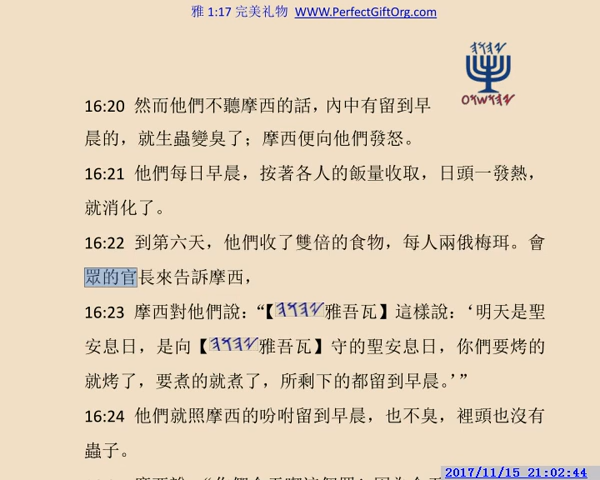 雅 1:17 完美礼物 WWW.PerfectGiftOrg.com
16:20 然而他們不聽摩西的話，內中有留到早
晨的，就生蟲變臭了；摩西便向他們發怒。
16:21 他們每日早晨，按著各人的飯量收取，日頭一發熱，
就消化了。
16:22 到第六天，他們收了雙倍的食物，每人兩俄梅珥。會
眾的官長來告訴摩西，
16:23 摩西對他們說：“【雅吾瓦】這樣說：‘明天是聖
安息日，是向【雅吾瓦】守的聖安息日，你們要烤的
就烤了，要煮的就煮了，所剩下的都留到早晨。’”
16:24 他們就照摩西的吩咐留到早晨，也不臭，裡頭也沒有
蟲子。
2017/11/15 21:02:44